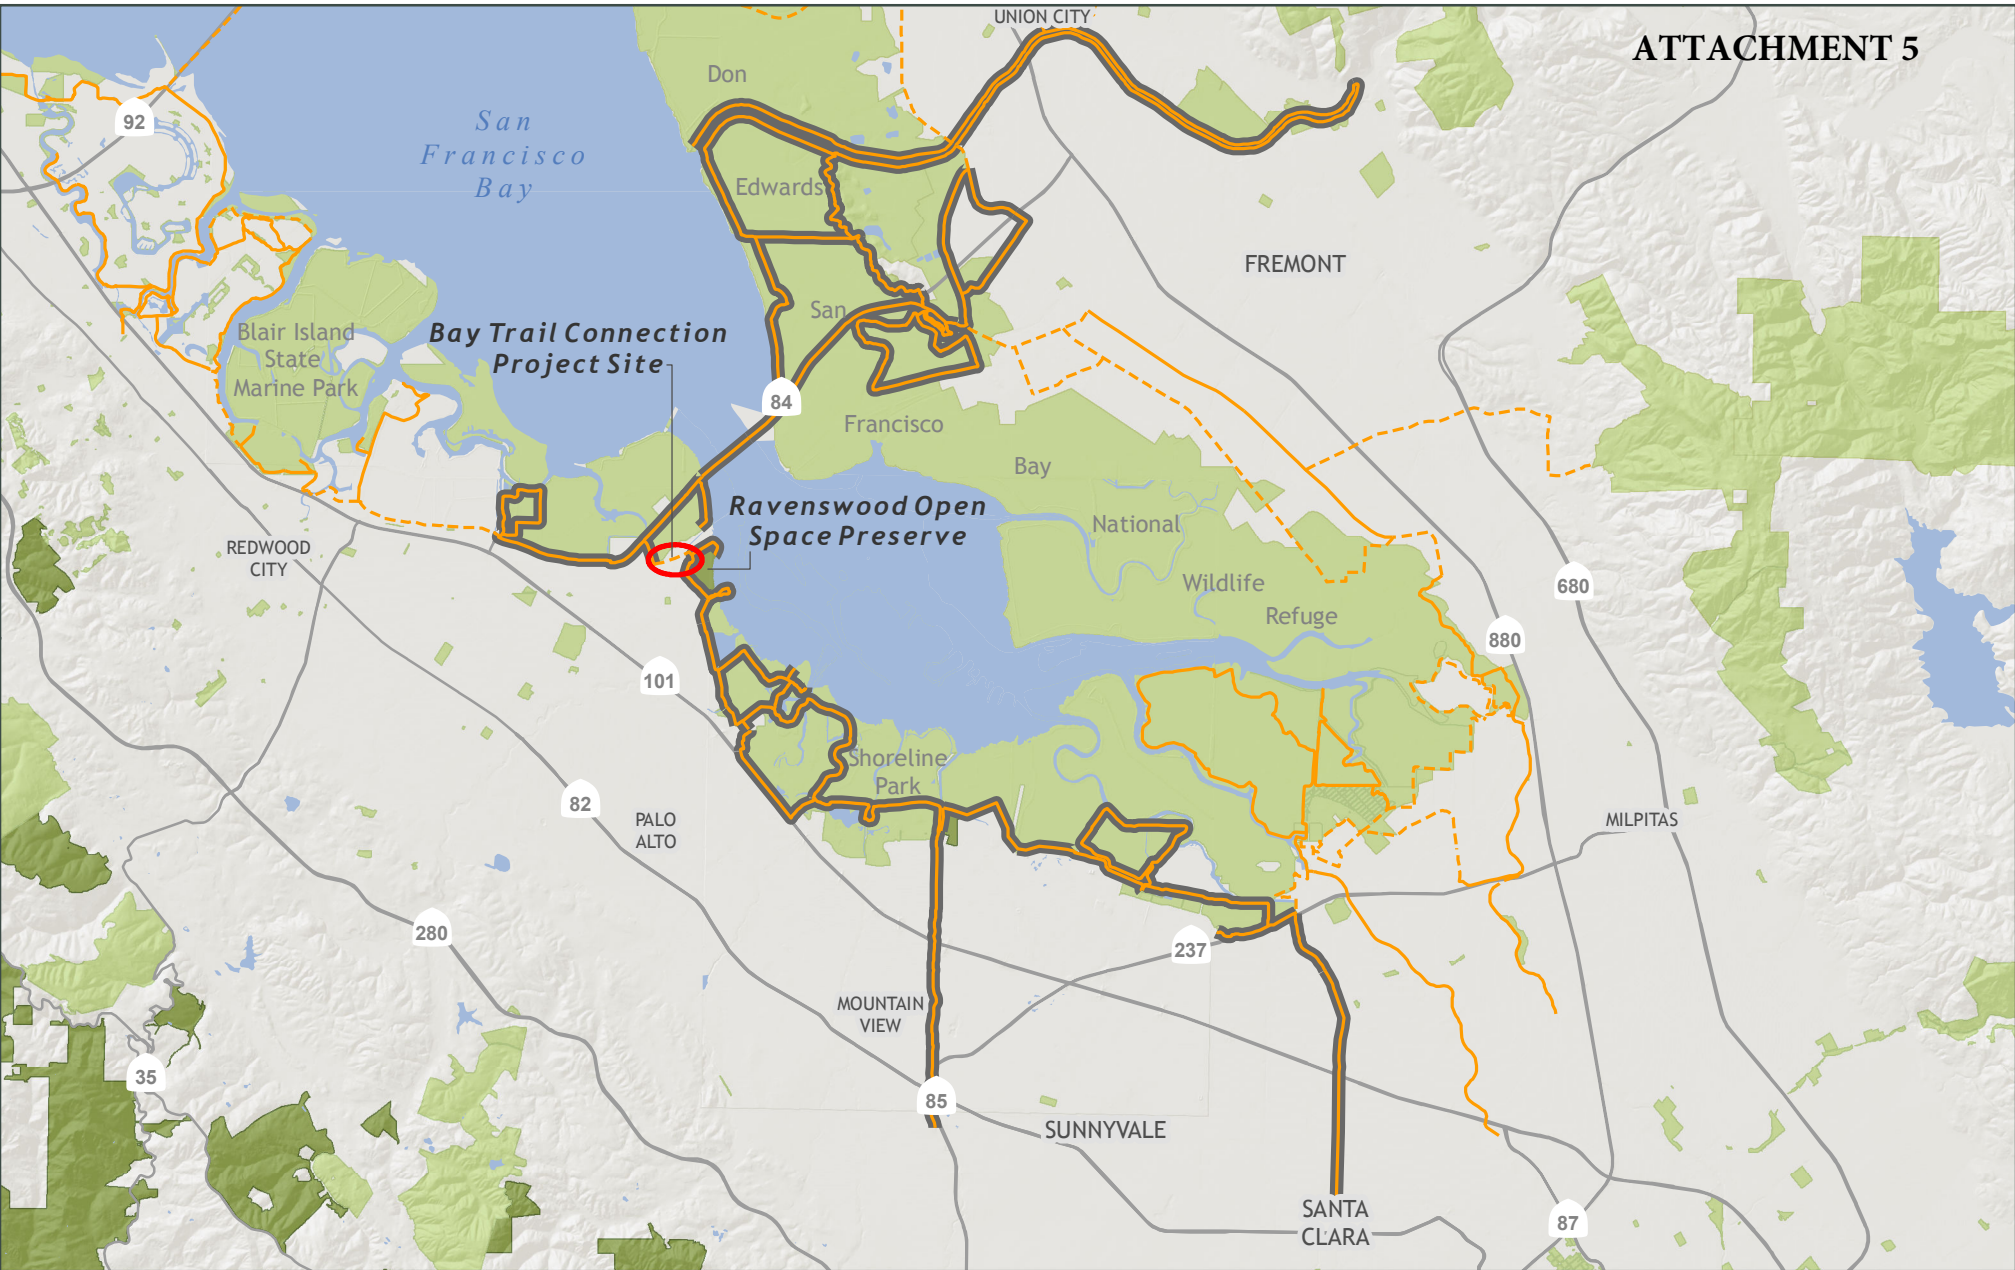 UNION CITY
ATTACHMENT 5
Don
92
San
Francisco
Bay
Edwards
FREMONT
San
Blair Island
State
Marine Park
Bay Trail Connection
Project Site
84
Francisco
Bay
Ravenswood Open
Space Preserve
National
REDWOOD
CITY
Wildlife
Refuge
680
880
101
Shoreline
Park
82
PALO
ALTO
MILPITAS
280
237
MOUNTAIN
VIEW
35
85
SUNNYVALE
SANTA
CLARA
87